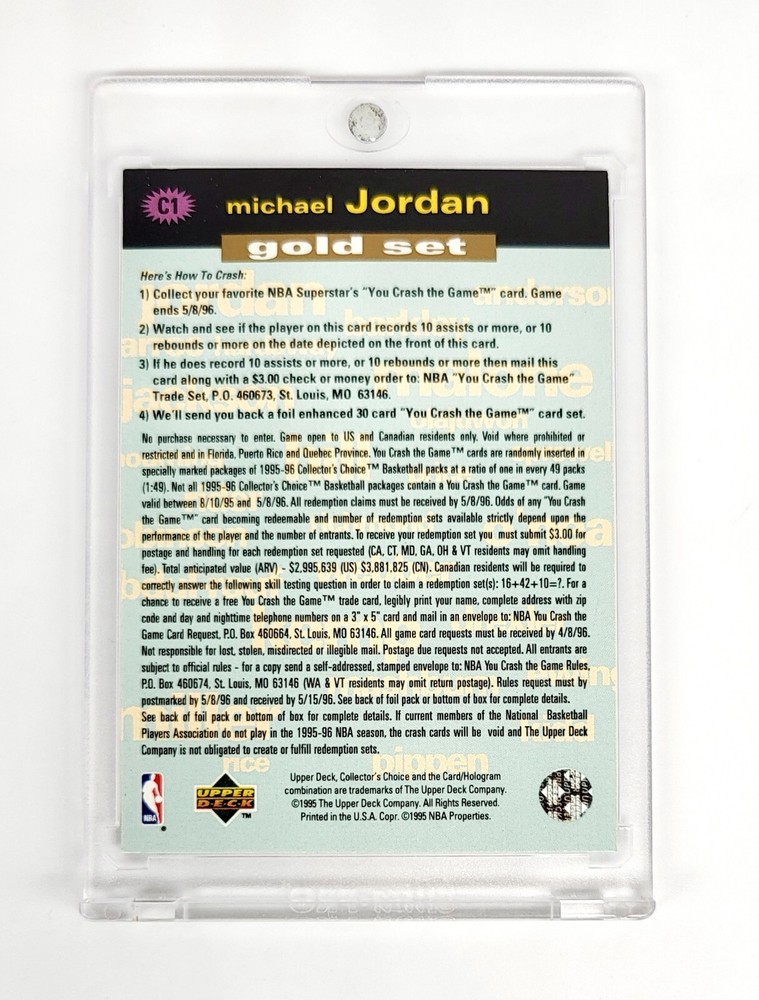 C1 michael Jordan
gold set
Here's How To Crash:
1) Collect your favorite NBA Superstar's "You Crash the Game™" card. Game
ends 5/8/96.
2) Watch and see if the player on this card records 10 assists or more, or 10
rebounds or more on the date depicted on the front of this card.
3) If he does record 10 assists or more, or 10 rebounds or more then mail this
card along with a $3.00 check or money order to: NBA "You Crash the Game"
Trade Set, P.O. 460673, St. Louis, MO 63146.
4) We'll send you back a foil enhanced 30 card "You Crash the Game™" card set.
No purchase necessary to enter. Game open to US and Canadian residents only. Void where prohibited or
restricted and in Florida, Puerto Rico and Quebec Province. You Crash the Game™ cards are randomly inserted in
specially marked packages of 1995-96 Collector's Choice™ Basketball packs at a ratio of one in every 49 packs
(1:49). Not all 1995-96 Collector's Choice™ Basketball packages contain a You Crash the Game™ card. Game
valid between 8/10/95 and 5/8/96. All redemption claims must be received by 5/8/96. Odds of any "You Crash
the Game™" card becoming redeemable and number of redemption sets available strictly depend upon the
performance of the player and the number of entrants. To receive your redemption set you must submit $3.00 for
postage and handling for each redemption set requested (CA, CT, MD, GA, OH & VT residents may omit handling
fee). Total anticipated value (ARV) - $2,995,639 (US) $3,881,825 (CN). Canadian residents will be required to
correctly answer the following skill testing question in order to claim a redemption set(s): 16+42+10=?. For a
chance to receive a free You Crash the Game™ trade card, legibly print your name, complete address with zip
code and day and nighttime telephone numbers on a 3" x 5" card and mail in an envelope to: NBA You Crash the
Game Card Request, P.O. Box 460664, St. Louis, MO 63146. All game card requests must be received by 4/8/96.
Not responsible for lost, stolen, misdirected or illegible mail. Postage due requests not accepted. All entrants are
subject to official rules - for a copy send a self-addressed, stamped envelope to: NBA You Crash the Game Rules,
P.O. Box 460674, St. Louis, MO 63146 (WA & VT residents may omit return postage). Rules request must by
postmarked by 5/8/96 and received by 5/15/96. See back of foil pack or bottom of box for complete details.
See back of foil pack or bottom of box for complete details. If current members of the National Basketball
Players Association do not play in the 1995-96 NBA season, the crash cards will be void and The Upper Deck
Company is not obligated to create or fulfill redemption sets.
rice pippen
NBA ®
UPPER
DECK ™
Upper Deck, Collector's Choice and the Card/Hologram
combination are trademarks of The Upper Deck Company.
©1995 The Upper Deck Company. All Rights Reserved.
Printed in the U.S.A. Copr. ©1995 NBA Properties.